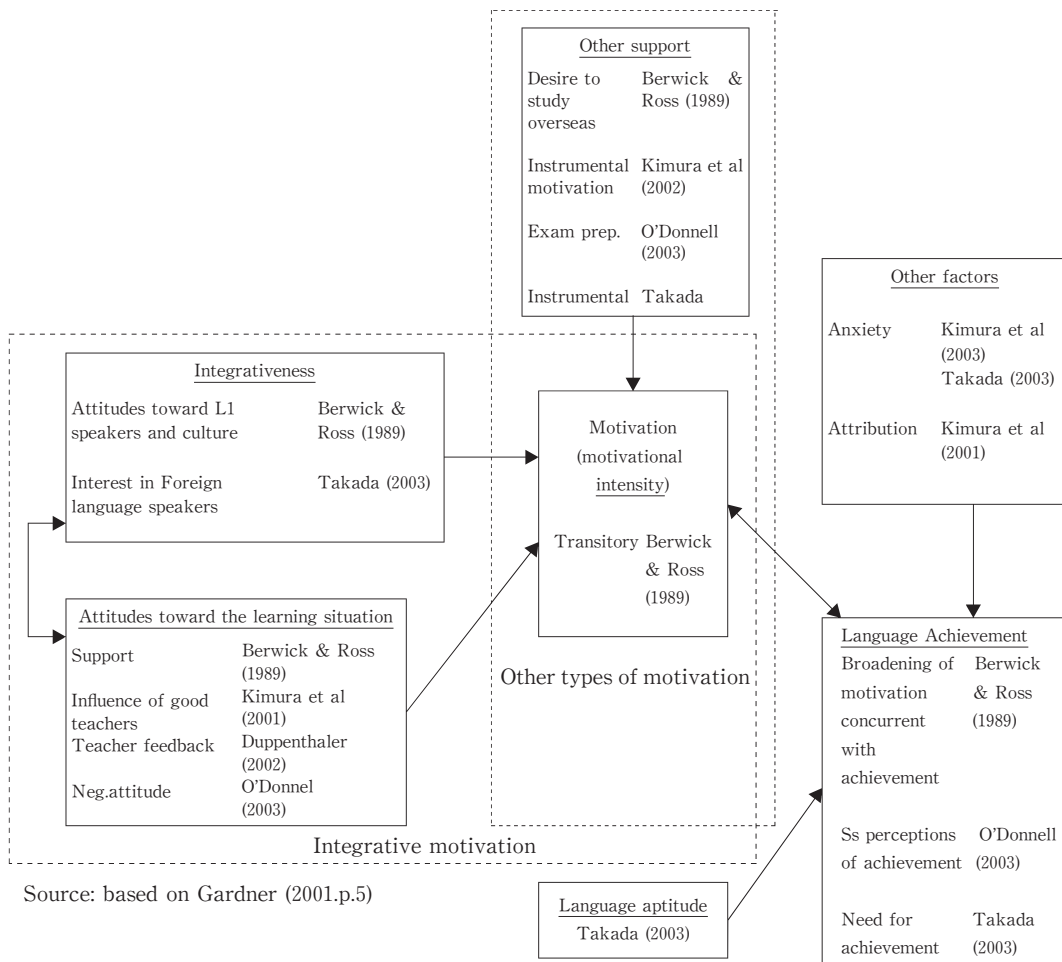 Other support
Desire to study overseas Berwick & Ross (1989)
Instrumental motivation Kimura et al (2002)
Exam prep. O'Donnell (2003)
Instrumental Takada
Other factors
Anxiety Kimura et al (2003)
Takada (2003)
Attribution Kimura et al (2001)
Integrativeness
Attitudes toward L1 speakers and culture Berwick & Ross (1989)
Interest in Foreign language speakers Takada (2003)
Motivation
(motivational
intensity)
Transitory Berwick & Ross (1989)
Attitudes toward the learning situation
Support Berwick & Ross (1989)
Influence of good teachers Kimura et al (2001)
Teacher feedback Duppenthaler (2002)
Neg.attitude O'Donnel (2003)
Other types of motivation
Integrative motivation
Language Achievement
Broadening of motivation concurrent with achievement Berwick & Ross (1989)
Ss perceptions of achievement O'Donnell (2003)
Need for achievement Takada (2003)
Language aptitude
Takada (2003)
Source: based on Gardner (2001.p.5)